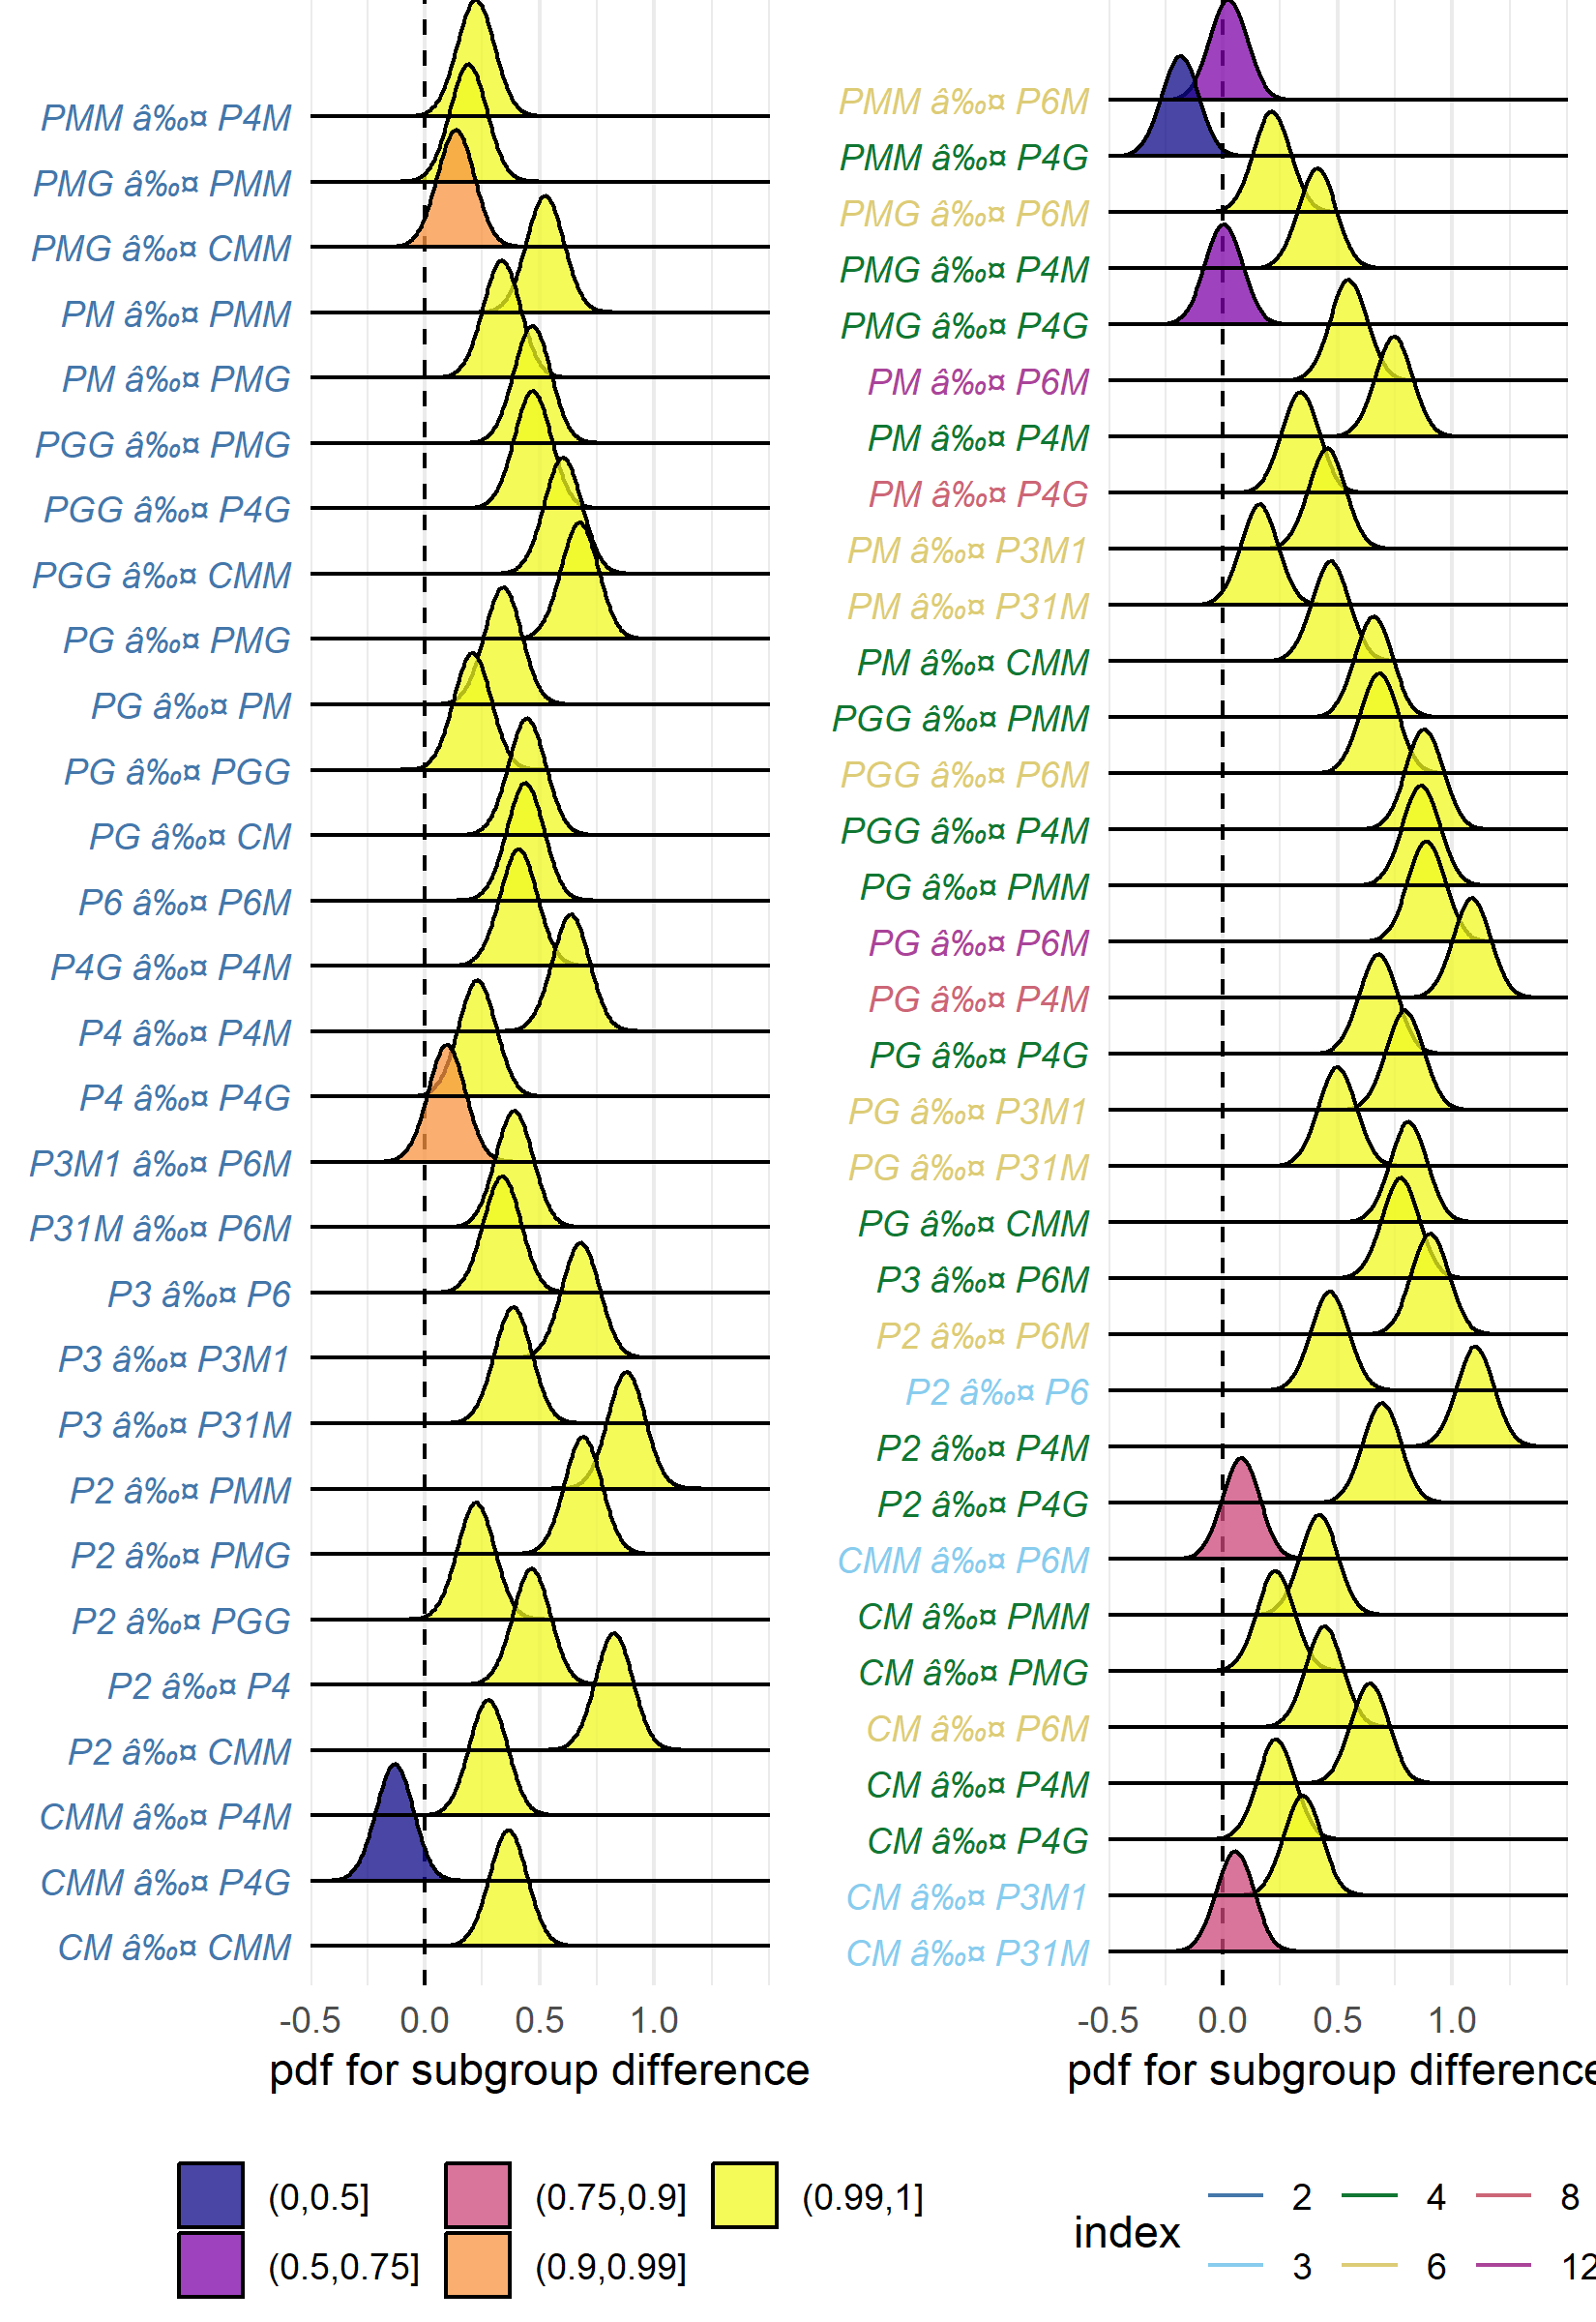 PMM â‰¤ P4M
PMG â‰¤ PMM
PMG â‰¤ CMM
PM â‰¤ PMM
PM â‰¤ PMG
PGG â‰¤ PMG
PGG â‰¤ P4G
PGG â‰¤ CMM
PG â‰¤ PMG
PG â‰¤ PM
PG â‰¤ PGG
PG â‰¤ CM
P6 â‰¤ P6M
P4G â‰¤ P4M
P4 â‰¤ P4M
P4 â‰¤ P4G
P3M1 â‰¤ P6M
P31M â‰¤ P6M
P3 â‰¤ P6
P3 â‰¤ P3M1
P3 â‰¤ P31M
P2 â‰¤ PMM
P2 â‰¤ PMG
P2 â‰¤ PGG
P2 â‰¤ P4
P2 â‰¤ CMM
CMM â‰¤ P4M
CMM â‰¤ P4G
CM â‰¤ CMM
-0.5 0.0 0.5 1.0
pdf for subgroup difference
PMM â‰¤ P6M
PMM â‰¤ P4G
PMG â‰¤ P6M
PMG â‰¤ P4M
PMG â‰¤ P4G
PM â‰¤ P6M
PM â‰¤ P4M
PM â‰¤ P4G
PM â‰¤ P3M1
PM â‰¤ P31M
PM â‰¤ CMM
PGG â‰¤ PMM
PGG â‰¤ P6M
PGG â‰¤ P4M
PG â‰¤ PMM
PG â‰¤ P6M
PG â‰¤ P4M
PG â‰¤ P4G
PG â‰¤ P3M1
PG â‰¤ P31M
PG â‰¤ CMM
P3 â‰¤ P6M
P2 â‰¤ P6M
P2 â‰¤ P6
P2 â‰¤ P4M
P2 â‰¤ P4G
CMM â‰¤ P6M
CM â‰¤ PMM
CM â‰¤ PMG
CM â‰¤ P6M
CM â‰¤ P4M
CM â‰¤ P4G
CM â‰¤ P3M1
CM â‰¤ P31M
-0.5 0.0 0.5 1.0
pdf for subgroup difference
(0,0.5] (0.75,0.9] (0.99,1]
(0.5,0.75] (0.9,0.99]
index
2 4 8
3 6 12